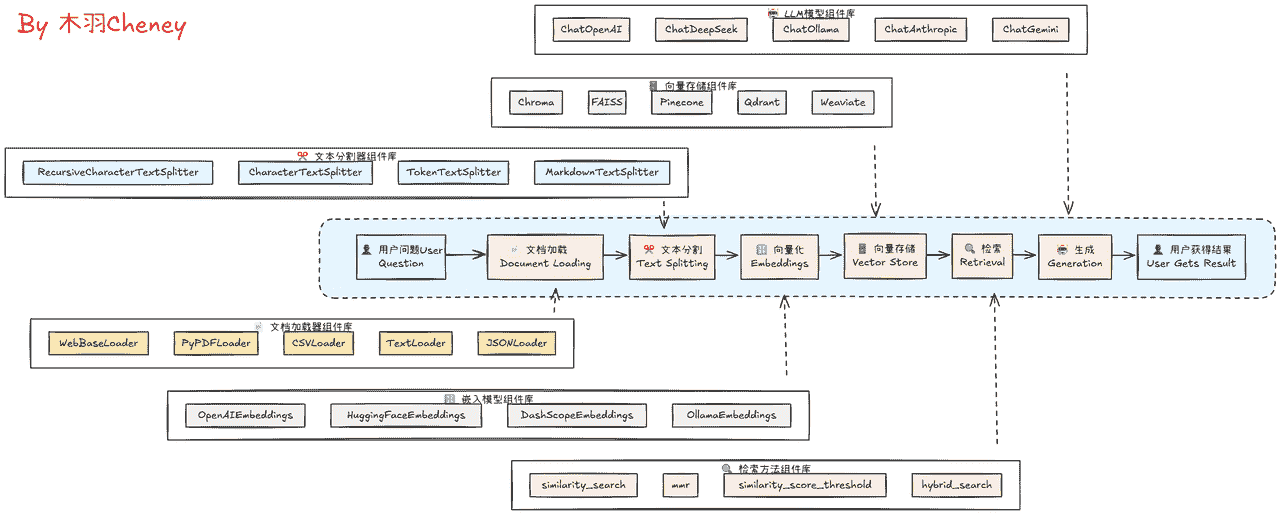 By 木羽Cheney
LLM模型组件库
ChatOpenAI
ChatDeepSeek
ChatOllama
ChatAnthropic
ChatGemini
向量存储组件库
Chroma
FAISS
Pinecone
Qdrant
Weaviate
文本分割器组件库
RecursiveCharacterTextSplitter
CharacterTextSplitter
TokenTextSplitter
MarkdownTextSplitter
用户问题User
Question
文档加载
Document Loading
文本分割
Text Splitting
向量化
Embeddings
向量存储
Vector Store
检索
Retrieval
生成
Generation
用户获得结果
User Gets Result
文档加载器组件库
WebBaseLoader
PyPDFLoader
CSVLoader
TextLoader
JSONLoader
嵌入模型组件库
OpenAIEmbeddings
HuggingFaceEmbeddings
DashScopeEmbeddings
OllamaEmbeddings
检索方法组件库
similarity_search
mmr
similarity_score_threshold
hybrid_search